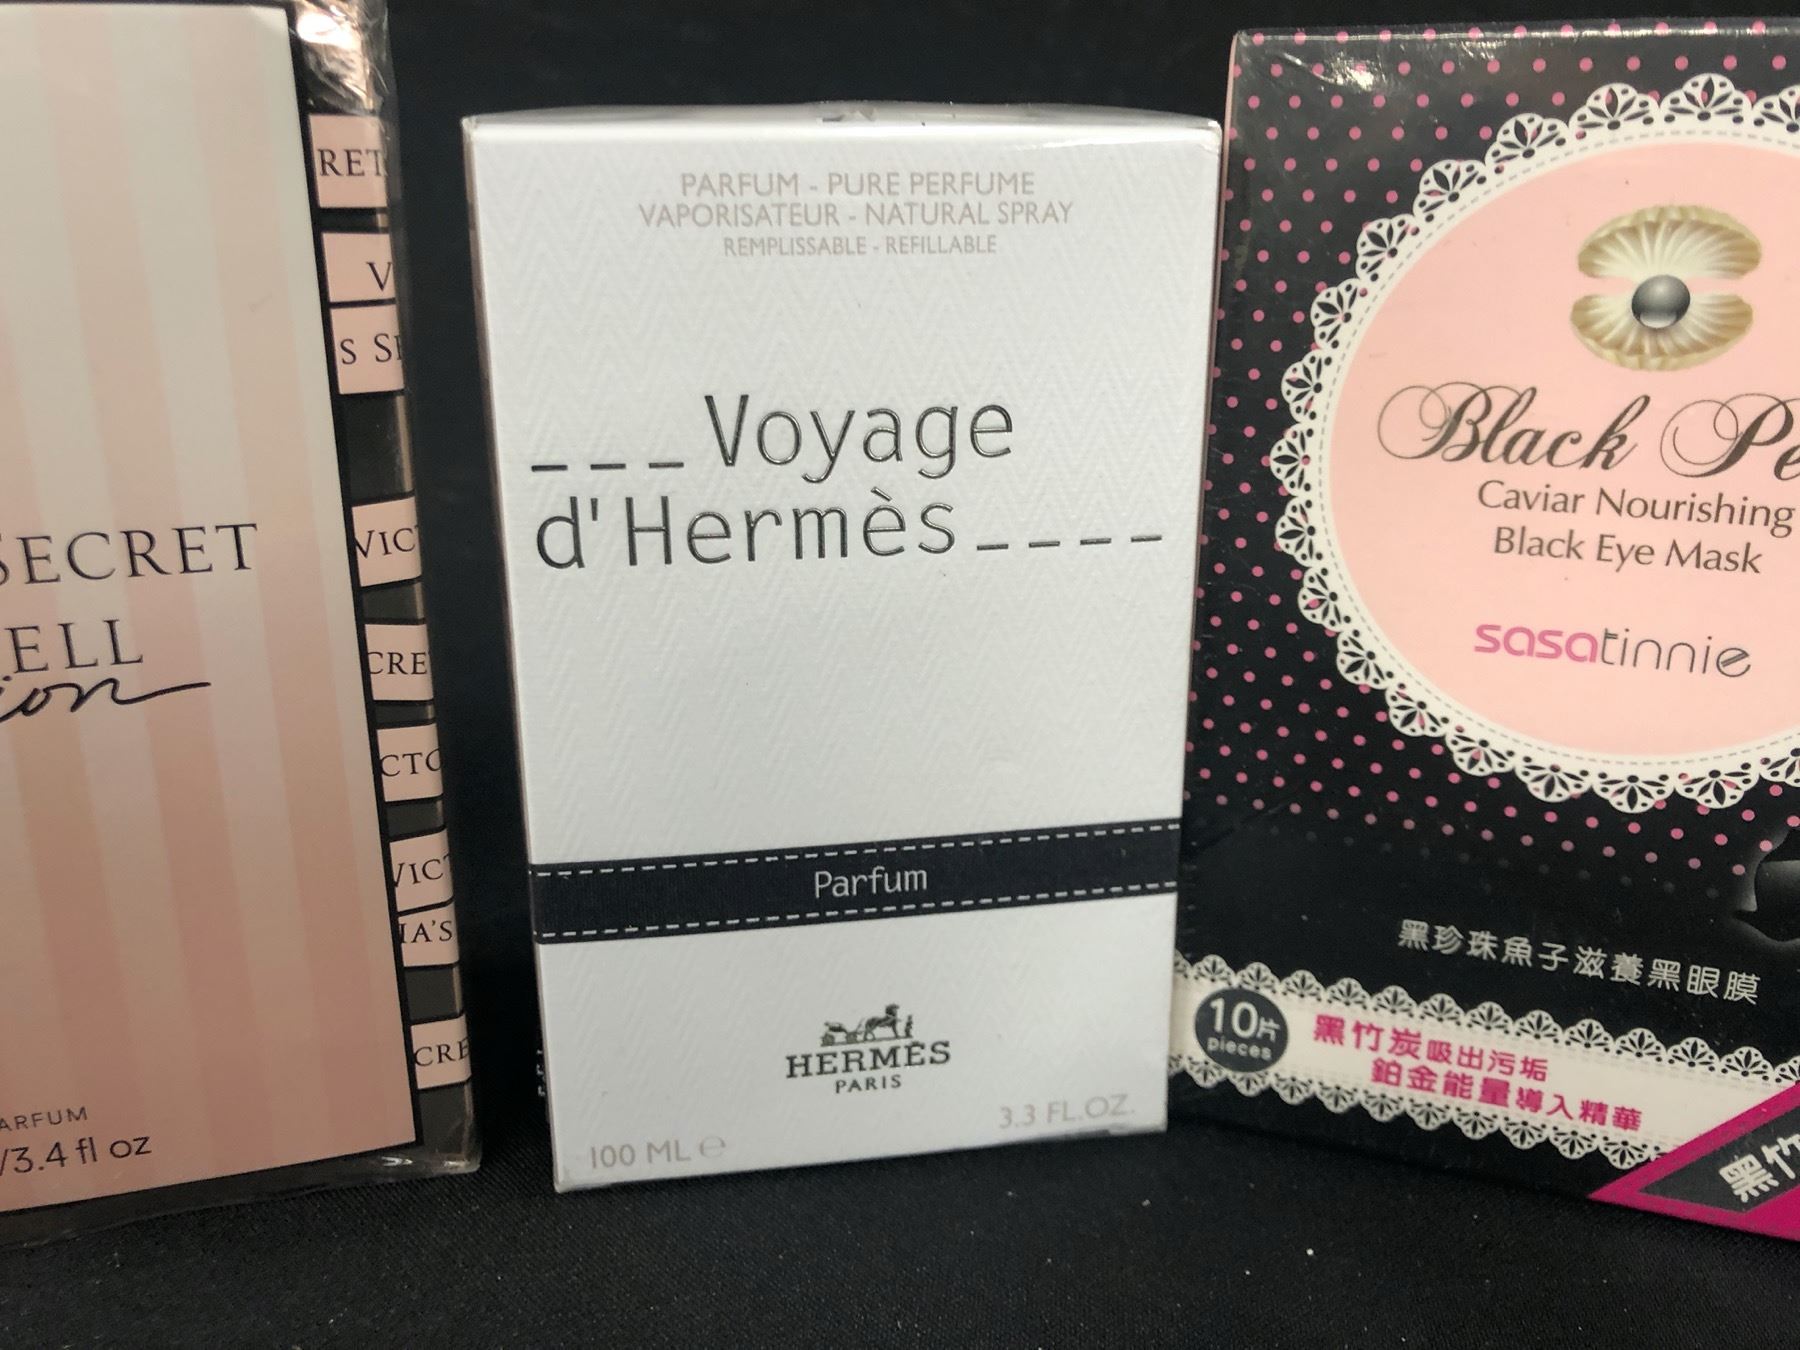 SECRET
ELL
ARFUM
/3.4 fl oz
RET
V
S SE
VIC
CRE
CTO
VIC
IA'S
CRE
PARFUM - PURE PERFUME
VAPORISATEUR - NATURAL SPRAY
REMPLISSABLE - REFILLABLE
___Voyage
d'Hermès____
Parfum
HERMÈS
PARIS
100 ML e
3.3 FL.OZ.
Black Pe
Caviar Nourishing
Black Eye Mask
sasatinnie
黑珍珠魚子滋養黑眼膜
10片
pieces
黑竹炭吸出污垢
鉑金能量導入精華
黑竹